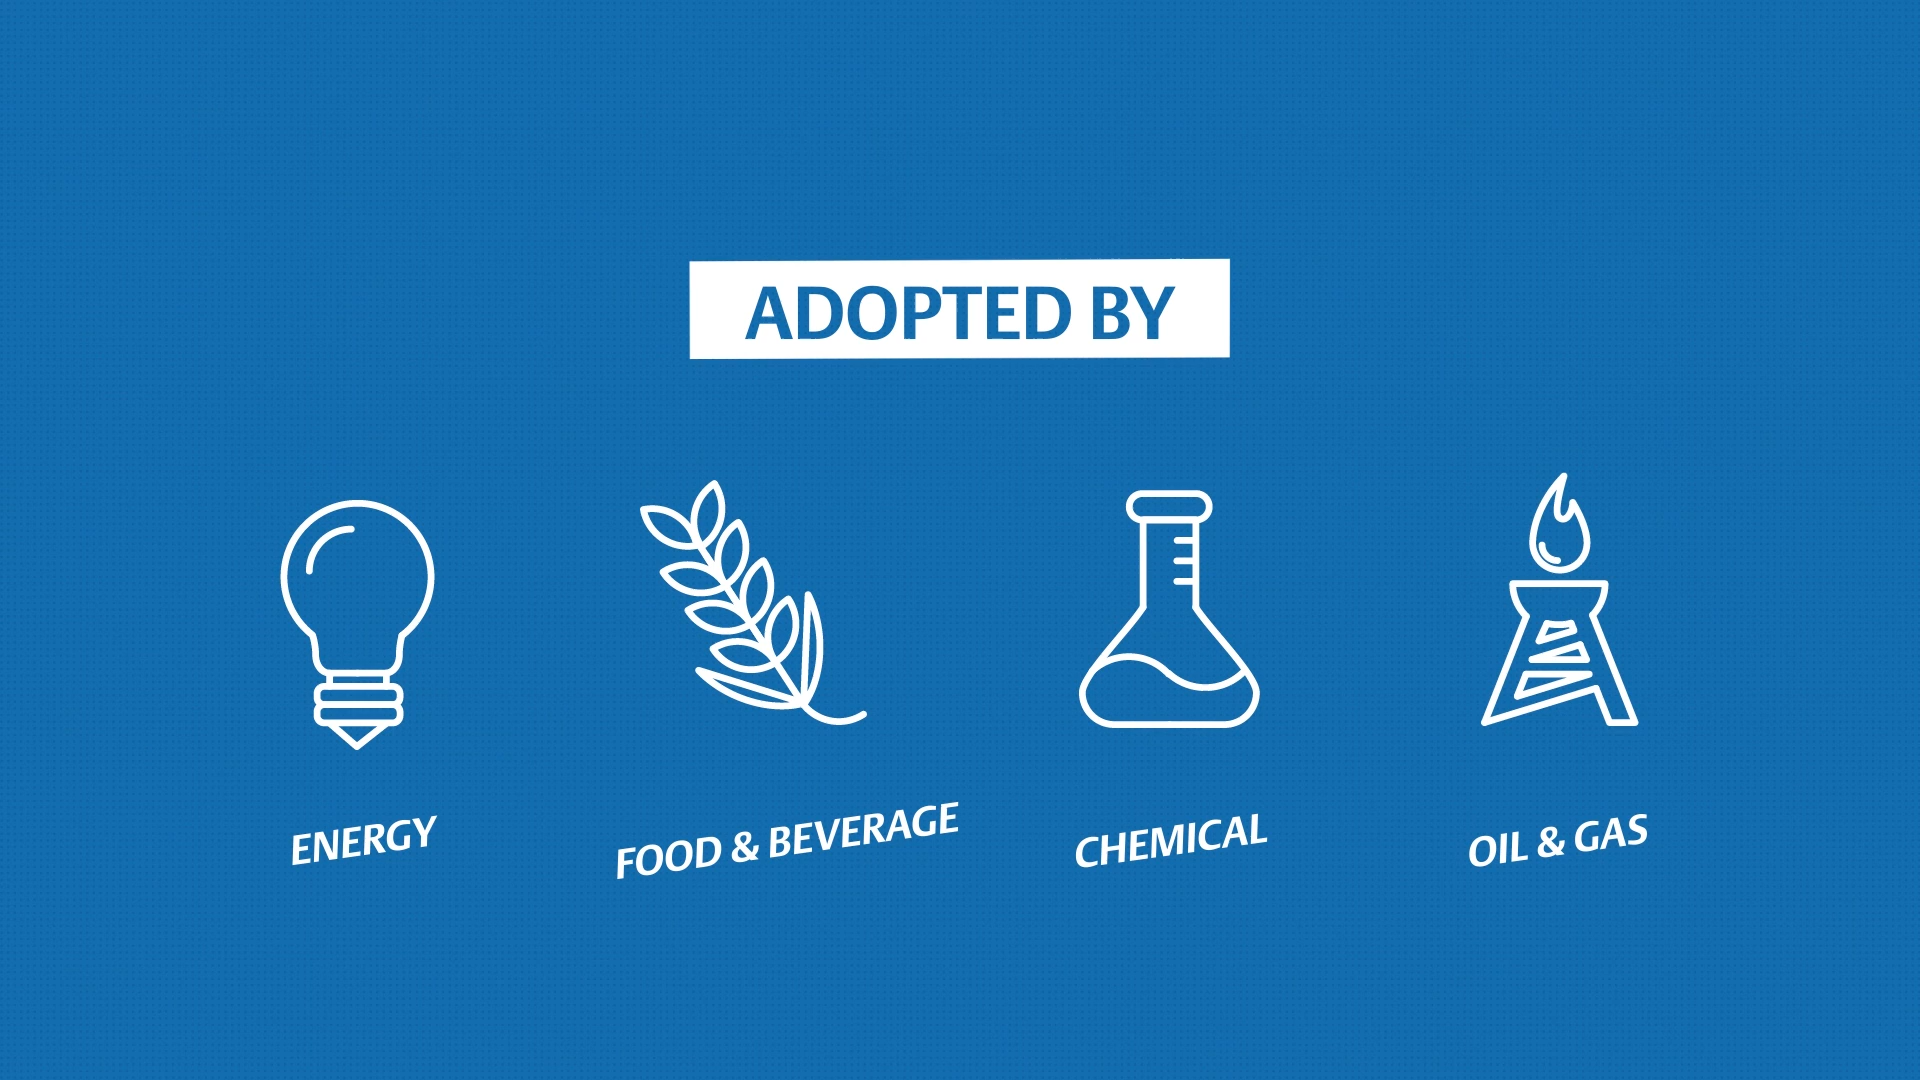 ADOPTED BY
ENERGY
FOOD & BEVERAGE
CHEMICAL
OIL & GAS